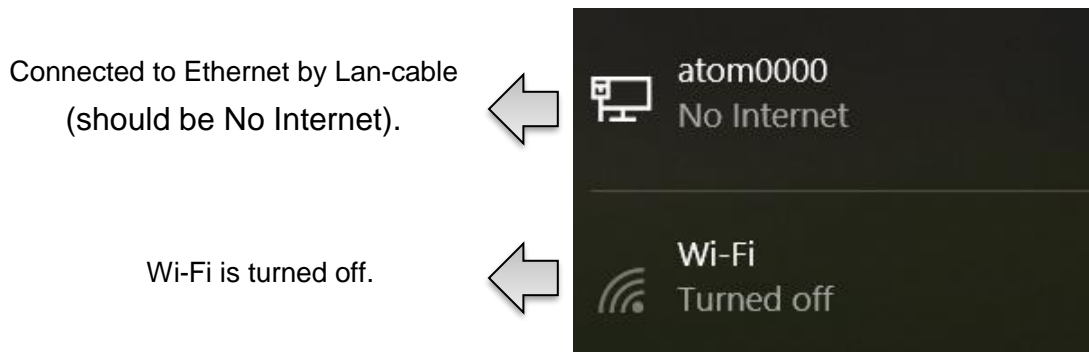 Connected to Ethernet by Lan-cable
(should be No Internet).
atom0000
No Internet
Wi-Fi is turned off.
Wi-Fi
Turned off